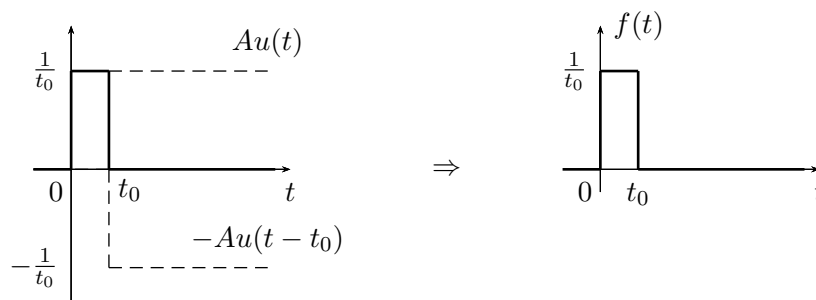 Au(t) f(t)
1/t₀ 1/t₀
⇒
0 t₀ t 0 t₀
−Au(t − t₀)
−1/t₀